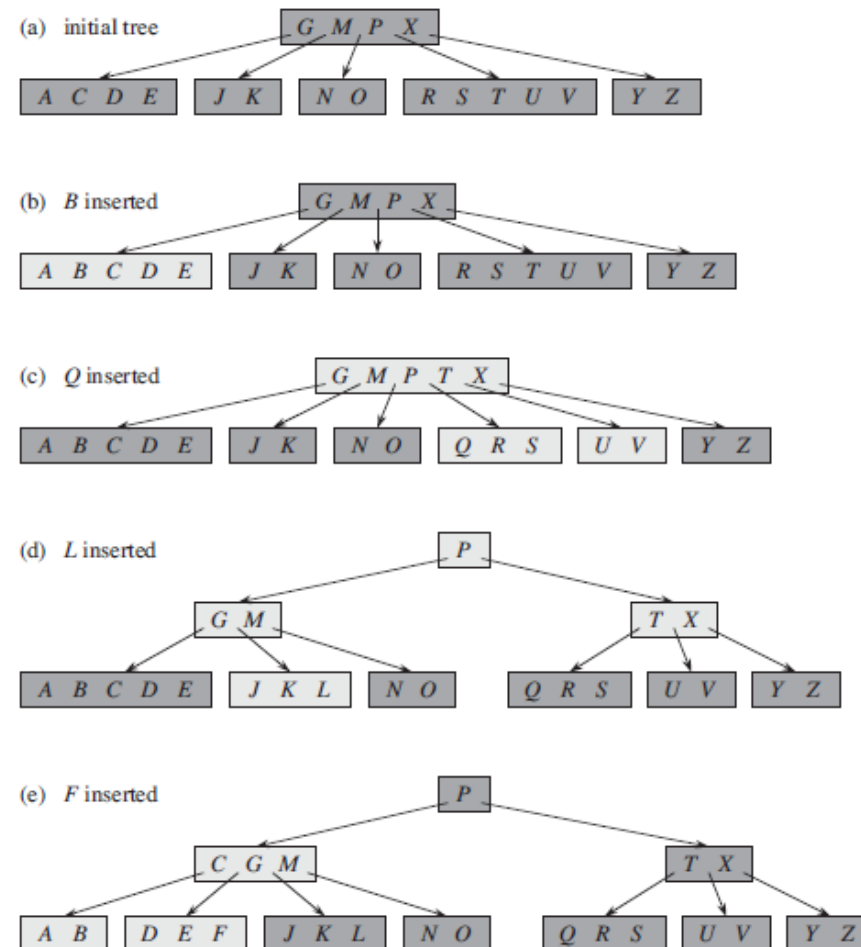 (a) initial tree
G M P X
A C D E J K N O R S T U V Y Z
(b) B inserted
G M P X
A B C D E J K N O R S T U V Y Z
(c) Q inserted
G M P T X
A B C D E J K N O Q R S U V Y Z
(d) L inserted
P
G M T X
A B C D E J K L N O Q R S U V Y Z
(e) F inserted
P
C G M T X
A B D E F J K L N O Q R S U V Y Z